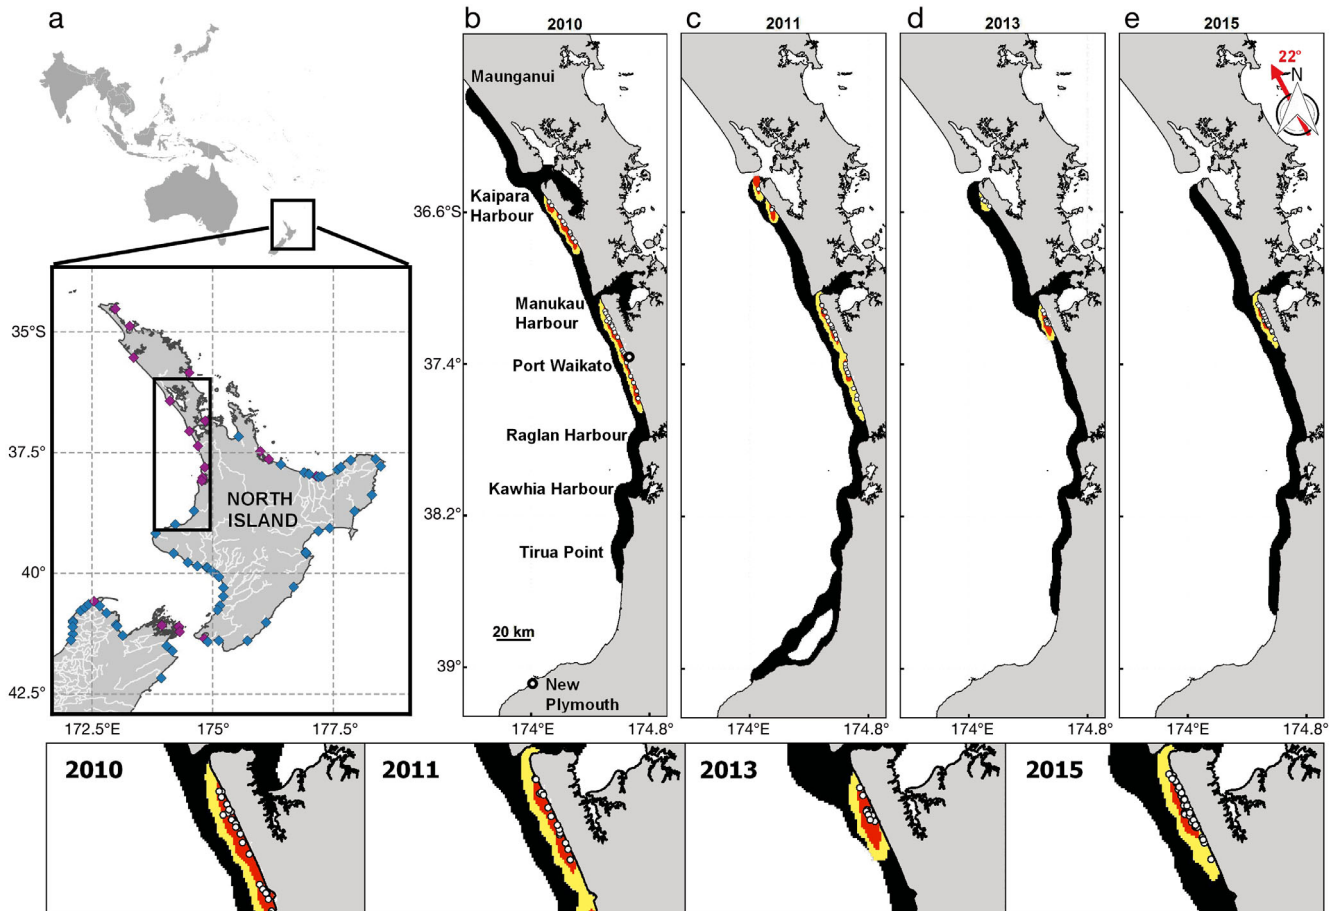 a
b
2010
c
2011
d
2013
e
2015
22°
N
Maunganui
Kaipara
Harbour
36.6°S
Manukau
Harbour
Port Waikato
37.4°
Raglan Harbour
Kawhia Harbour
38.2°
Tirua Point
20 km
39°
New
Plymouth
174°E
174.8°
174°E
174.8°
174°E
174.8°
174°E
174.8°
35°S
37.5°
NORTH
ISLAND
40°
42.5°
172.5°E
175°
177.5°
2010
2011
2013
2015